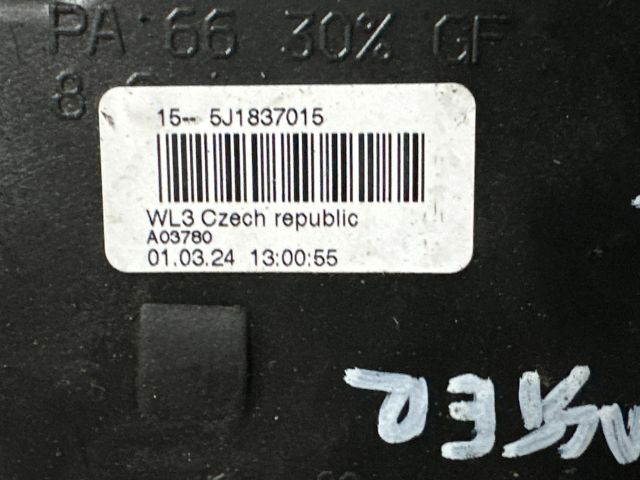 PA 66 30% GF
8
15-- 5J1837015
WL3 Czech republic
A03780
01.03.24 13:00:55